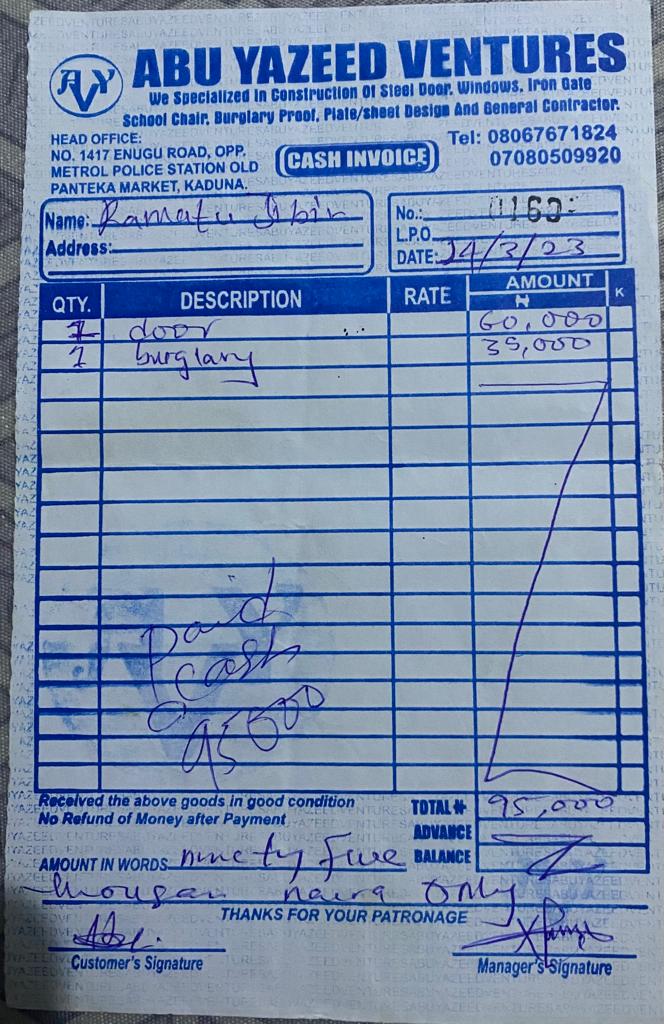 AVY
ABU YAZEED VENTURES
We Specialized In Construction Of Steel Door, Windows, Iron Gate
School Chair, Burglary Proof, Plate/sheet Design And General Contractor.
HEAD OFFICE:
NO. 1417 ENUGU ROAD, OPP.
METROL POLICE STATION OLD
PANTEKA MARKET, KADUNA.
CASH INVOICE
Tel: 08067671824
07080509920
Name: Ramatu Jibir
Address:
No.: 0160
L.P.O
DATE: 24/3/23
QTY. DESCRIPTION RATE AMOUNT
₦ K
1 door 60,000
1 burglary 35,000
paid
cash
95000
Received the above goods in good condition
No Refund of Money after Payment
TOTAL ₦ 95,000
ADVANCE
BALANCE
AMOUNT IN WORDS ninety five
thousan naira only
THANKS FOR YOUR PATRONAGE
Customer's Signature
Manager's Signature